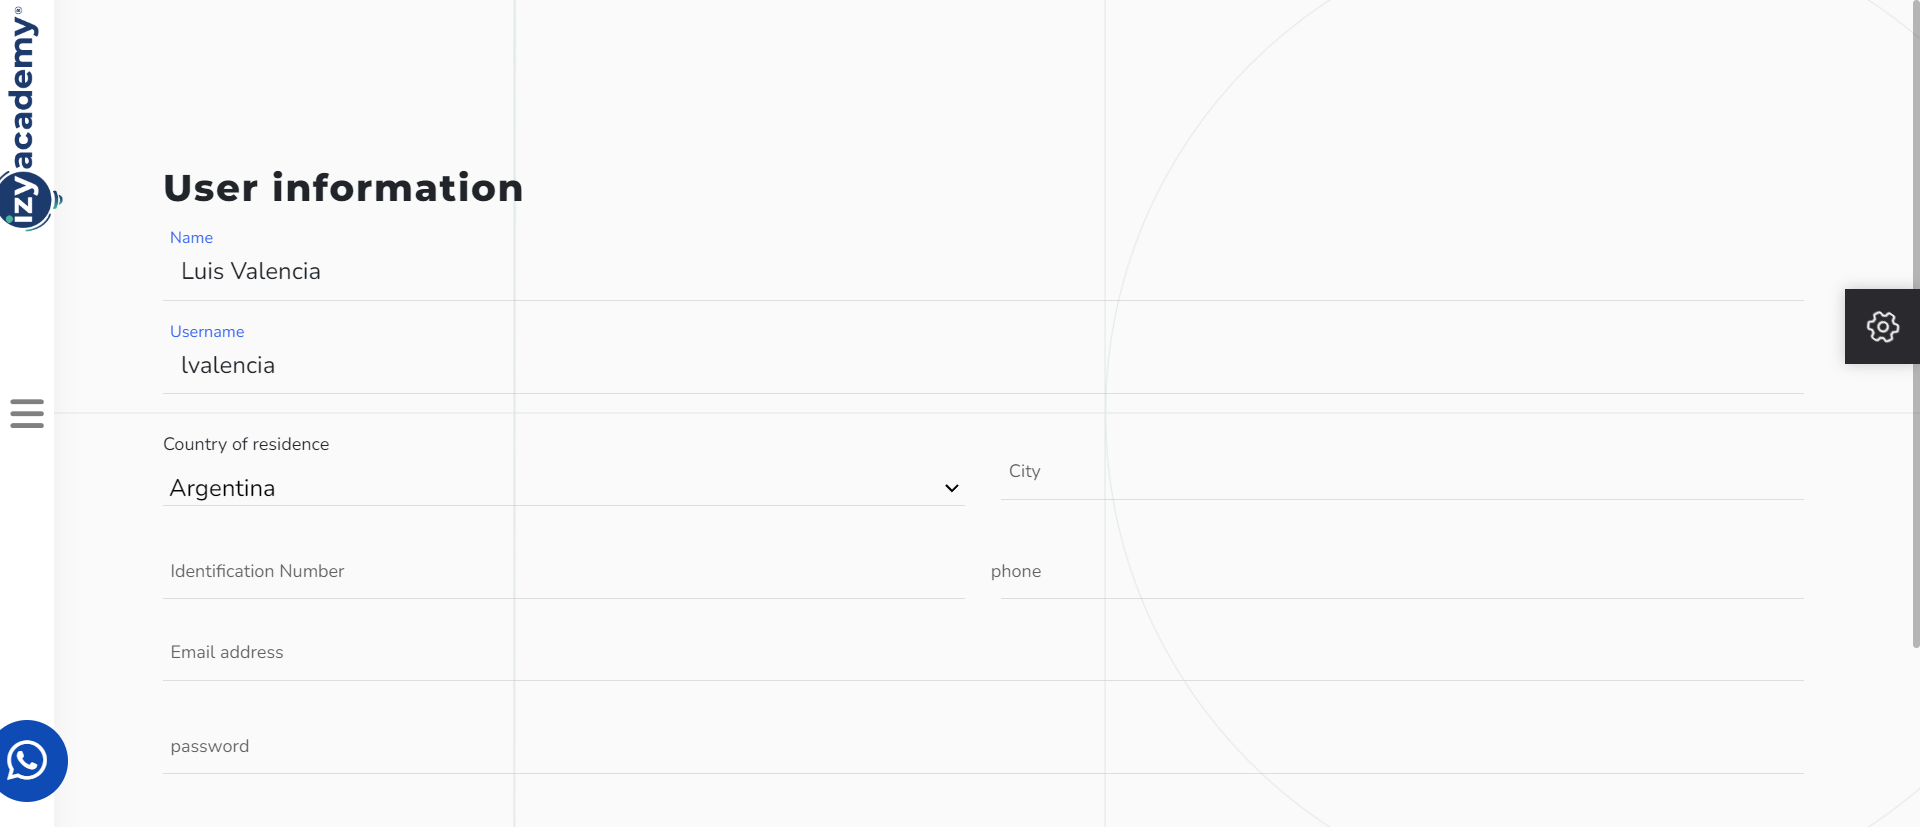 izyacademy®
User information
Name
Luis Valencia
Username
lvalencia
Country of residence
Argentina
City
Identification Number
phone
Email address
password